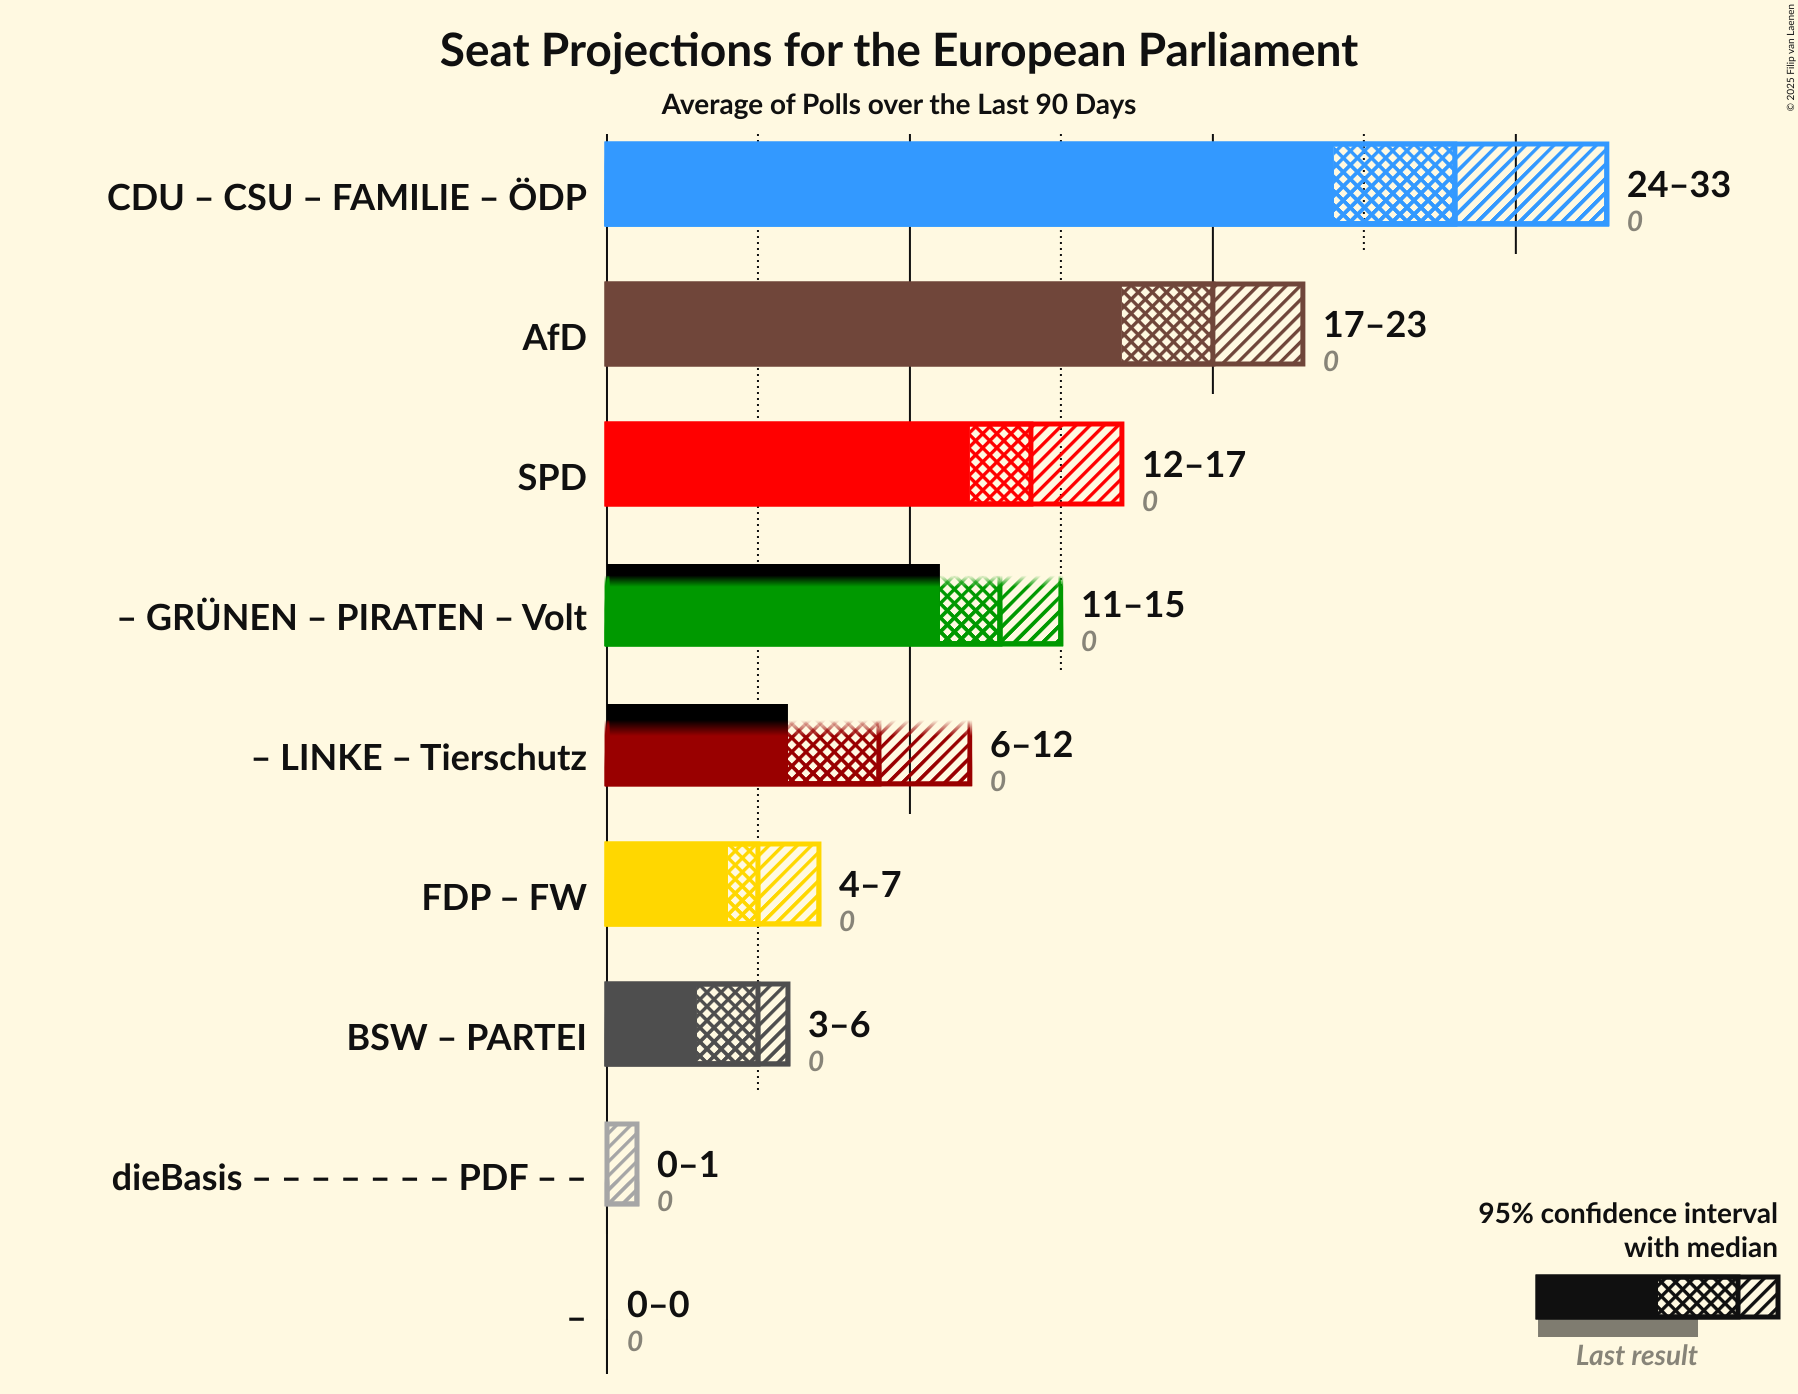 Seat Projections for the European Parliament
Average of Polls over the Last 90 Days
© 2025 Filip van Laenen
CDU – CSU – FAMILIE – ÖDP
24–33
0
AfD
17–23
0
SPD
12–17
0
– GRÜNEN – PIRATEN – Volt
11–15
0
– LINKE – Tierschutz
6–12
0
FDP – FW
4–7
0
BSW – PARTEI
3–6
0
dieBasis – – – – – – – PDF – –
0–1
0
–
0–0
0
95% confidence interval
with median
Last result